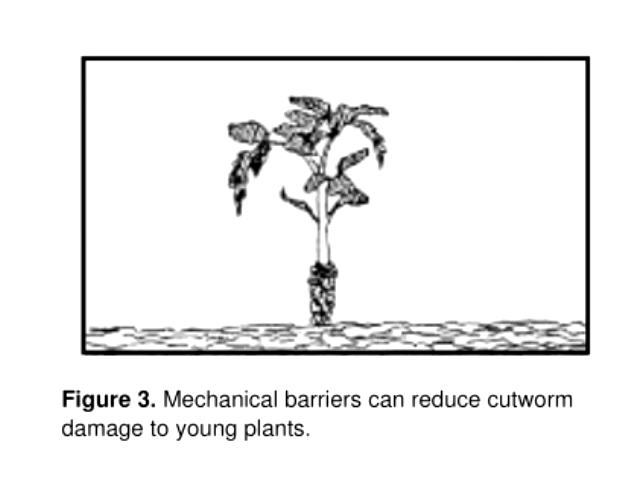 Figure 3. Mechanical barriers can reduce cutworm
damage to young plants.